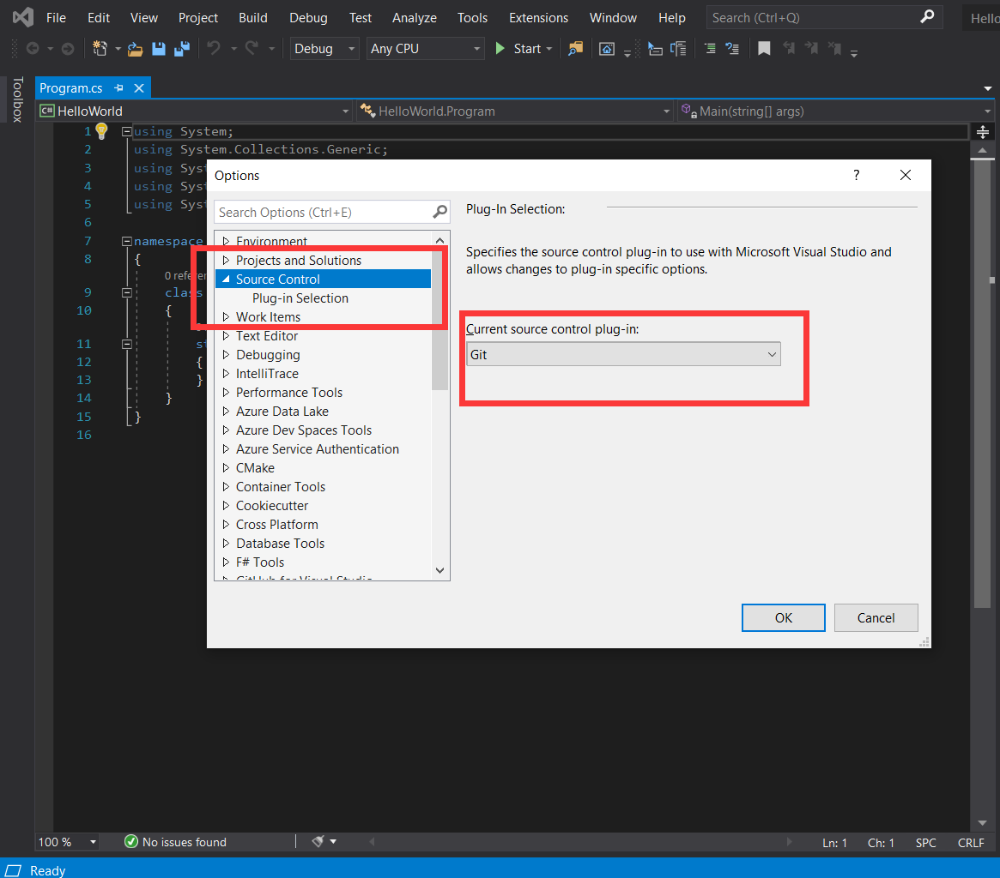 File Edit View Project Build Debug Test Analyze Tools Extensions Window Help Search (Ctrl+Q) Hello
Debug Any CPU Start
Toolbox
Program.cs
C# HelloWorld HelloWorld.Program Main(string[] args)
1 using System;
2 using System.Collections.Generic;
3 using Syst
4 using Syst
5 using Syst
6
7 namespace
8 {
0 refere
9 class
10 {
11 st
12 {
13 }
14 }
15 }
16
Options ?
Search Options (Ctrl+E)
Environment
Projects and Solutions
Source Control
Plug-in Selection
Work Items
Text Editor
Debugging
IntelliTrace
Performance Tools
Azure Data Lake
Azure Dev Spaces Tools
Azure Service Authentication
CMake
Container Tools
Cookiecutter
Cross Platform
Database Tools
F# Tools
GitHub for Visual Studio
Plug-In Selection:
Specifies the source control plug-in to use with Microsoft Visual Studio and
allows changes to plug-in specific options.
Current source control plug-in:
Git
OK Cancel
100 % No issues found Ln: 1 Ch: 1 SPC CRLF
Ready